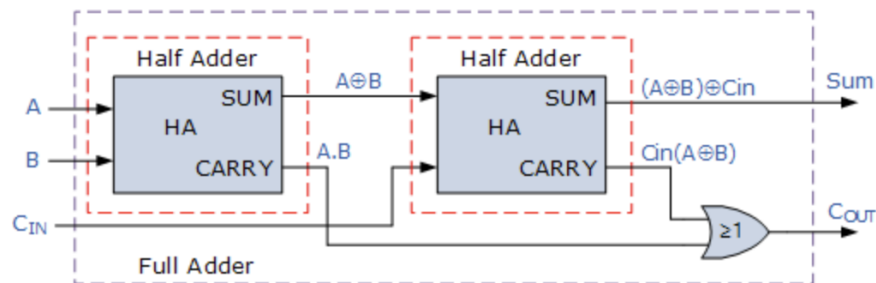 Half Adder
Half Adder
A
SUM
A⊕B
SUM
(A⊕B)⊕Cin
Sum
HA
HA
B
CARRY
A.B
CARRY
Cin(A⊕B)
CIN
≥1
COUT
Full Adder